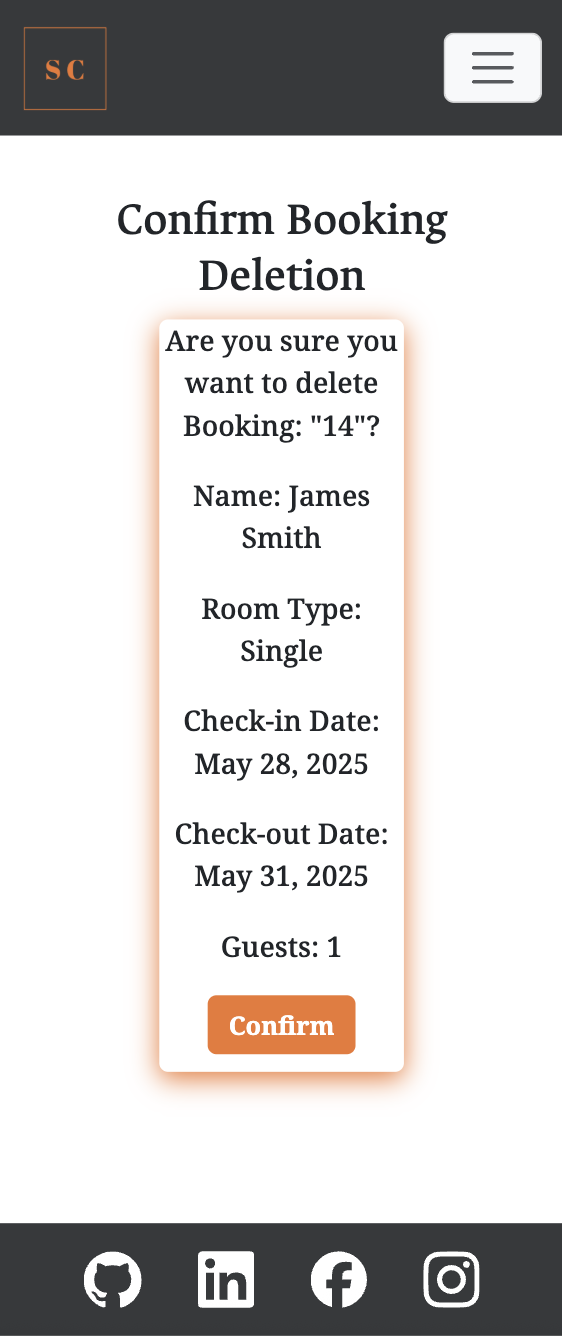 S C
Confirm Booking
Deletion
Are you sure you
want to delete
Booking: "14"?
Name: James
Smith
Room Type:
Single
Check-in Date:
May 28, 2025
Check-out Date:
May 31, 2025
Guests: 1
Confirm